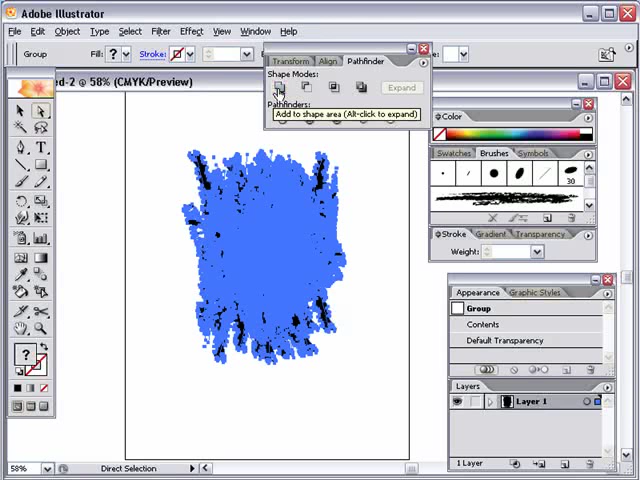 Adobe Illustrator
File Edit Object Type Select Filter Effect View Window Help
Group Fill: ? Stroke:
Transform Align Pathfinder
Shape Modes:
Expand
Pathfinders:
Add to shape area (Alt-click to expand)
ed-2 @ 58% (CMYK/Preview)
Color
Swatches Brushes Symbols
30
Stroke Gradient Transparency
Weight:
?
Appearance Graphic Styles
Group
Contents
Default Transparency
Layers
Layer 1
1 Layer
58% Direct Selection